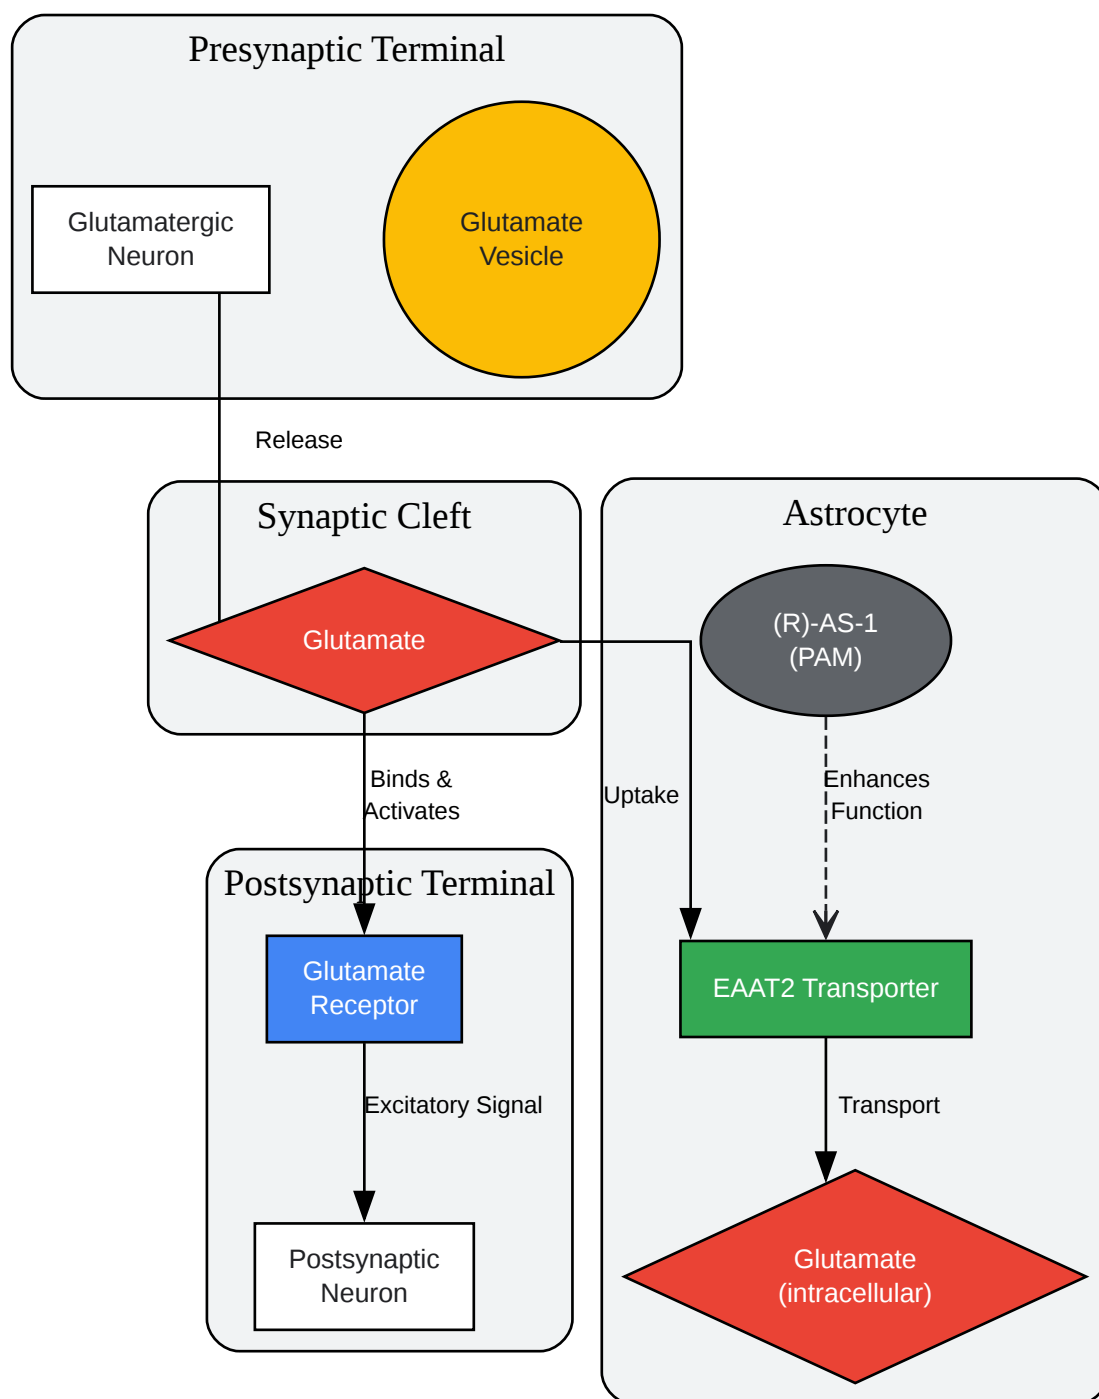 Presynaptic Terminal
Glutamatergic
Neuron
Glutamate
Vesicle
Release
Synaptic Cleft
Glutamate
Astrocyte
(R)-AS-1
(PAM)
Binds &
Activates
Uptake
Enhances
Function
Postsynaptic Terminal
Glutamate
Receptor
EAAT2 Transporter
Excitatory Signal
Transport
Postsynaptic
Neuron
Glutamate
(intracellular)